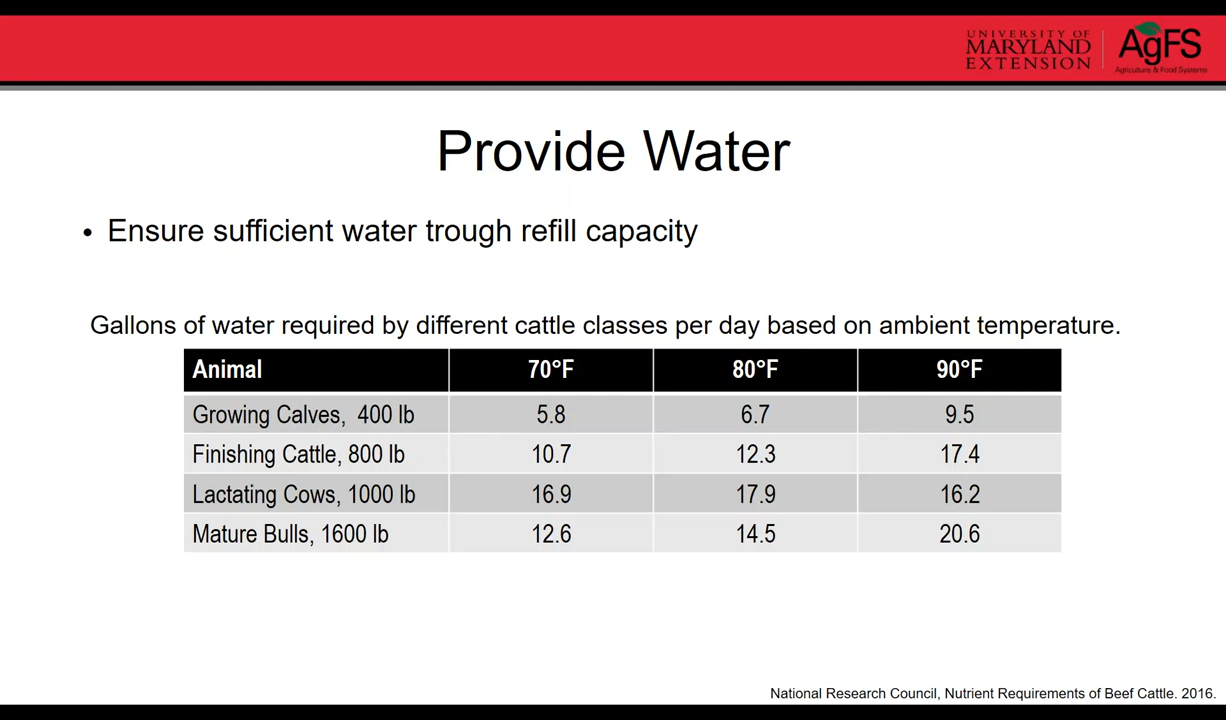 UNIVERSITY OF
MARYLAND
EXTENSION
AgFS
Agriculture & Food Systems
Provide Water
• Ensure sufficient water trough refill capacity
Gallons of water required by different cattle classes per day based on ambient temperature.
Animal 70°F 80°F 90°F
Growing Calves, 400 lb 5.8 6.7 9.5
Finishing Cattle, 800 lb 10.7 12.3 17.4
Lactating Cows, 1000 lb 16.9 17.9 16.2
Mature Bulls, 1600 lb 12.6 14.5 20.6
National Research Council, Nutrient Requirements of Beef Cattle. 2016.